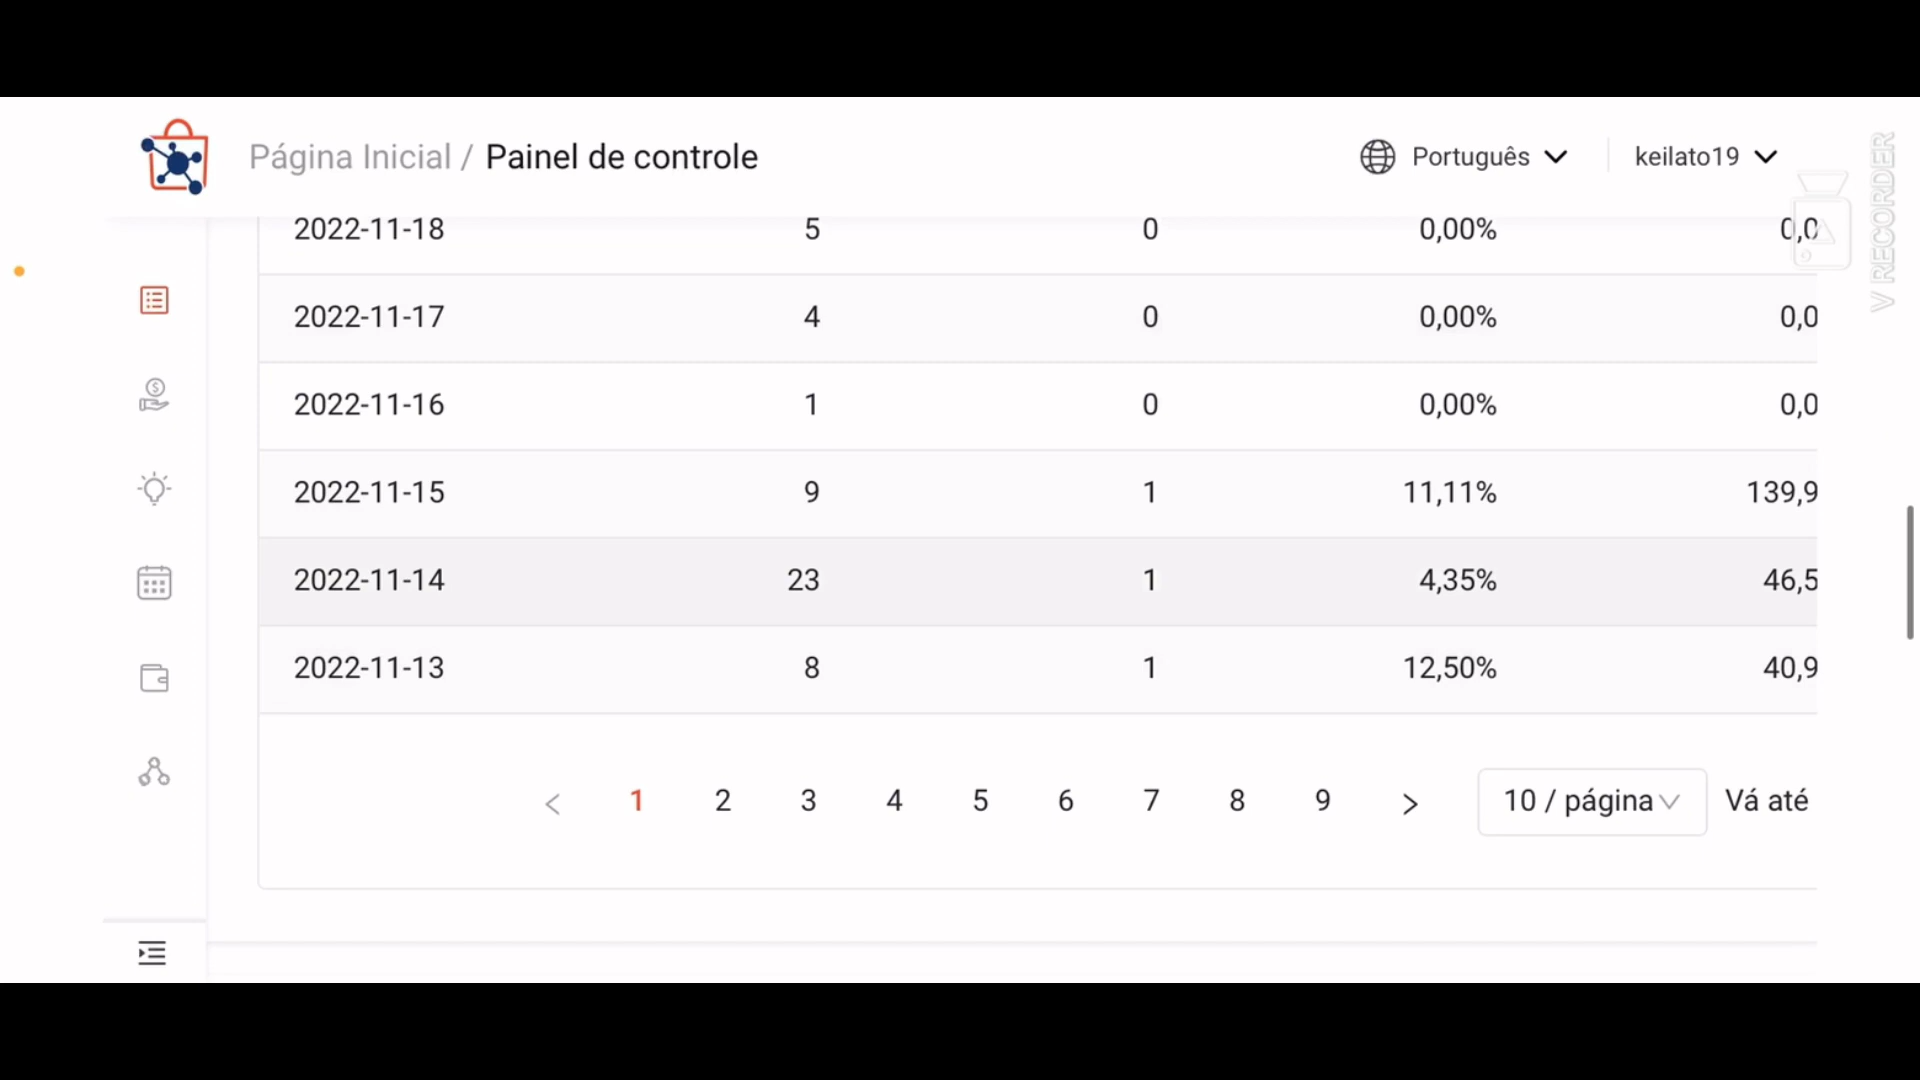 Página Inicial / Painel de controle
Português
keilato19
V RECORDER
2022-11-18 5 0 0,00% 0,0
2022-11-17 4 0 0,00% 0,0
2022-11-16 1 0 0,00% 0,0
2022-11-15 9 1 11,11% 139,9
2022-11-14 23 1 4,35% 46,5
2022-11-13 8 1 12,50% 40,9
< 1 2 3 4 5 6 7 8 9 > 10 / página Vá até